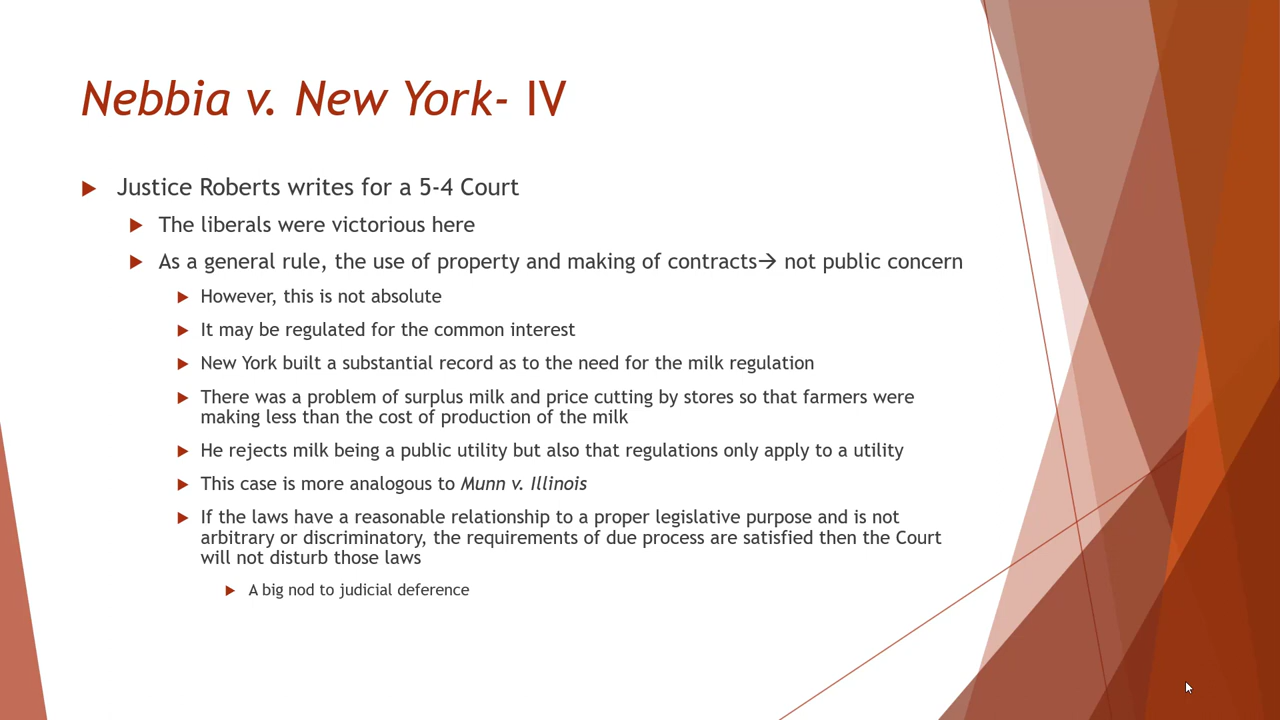 Nebbia v. New York- IV
Justice Roberts writes for a 5-4 Court
The liberals were victorious here
As a general rule, the use of property and making of contracts→ not public concern
However, this is not absolute
It may be regulated for the common interest
New York built a substantial record as to the need for the milk regulation
There was a problem of surplus milk and price cutting by stores so that farmers were
making less than the cost of production of the milk
He rejects milk being a public utility but also that regulations only apply to a utility
This case is more analogous to Munn v. Illinois
If the laws have a reasonable relationship to a proper legislative purpose and is not
arbitrary or discriminatory, the requirements of due process are satisfied then the Court
will not disturb those laws
A big nod to judicial deference